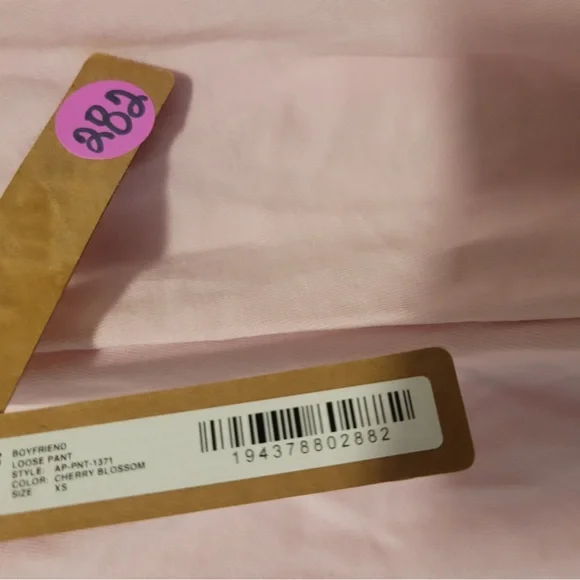 282
BOYFRIEND
LOOSE PANT
STYLE: AP-PNT-1371
COLOR: CHERRY BLOSSOM
SIZE XS
194378802882